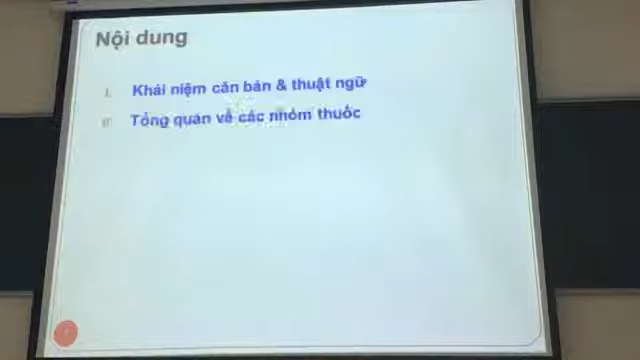 Nội dung
I. Khái niệm căn bản & thuật ngữ
II. Tổng quan về các nhóm thuốc